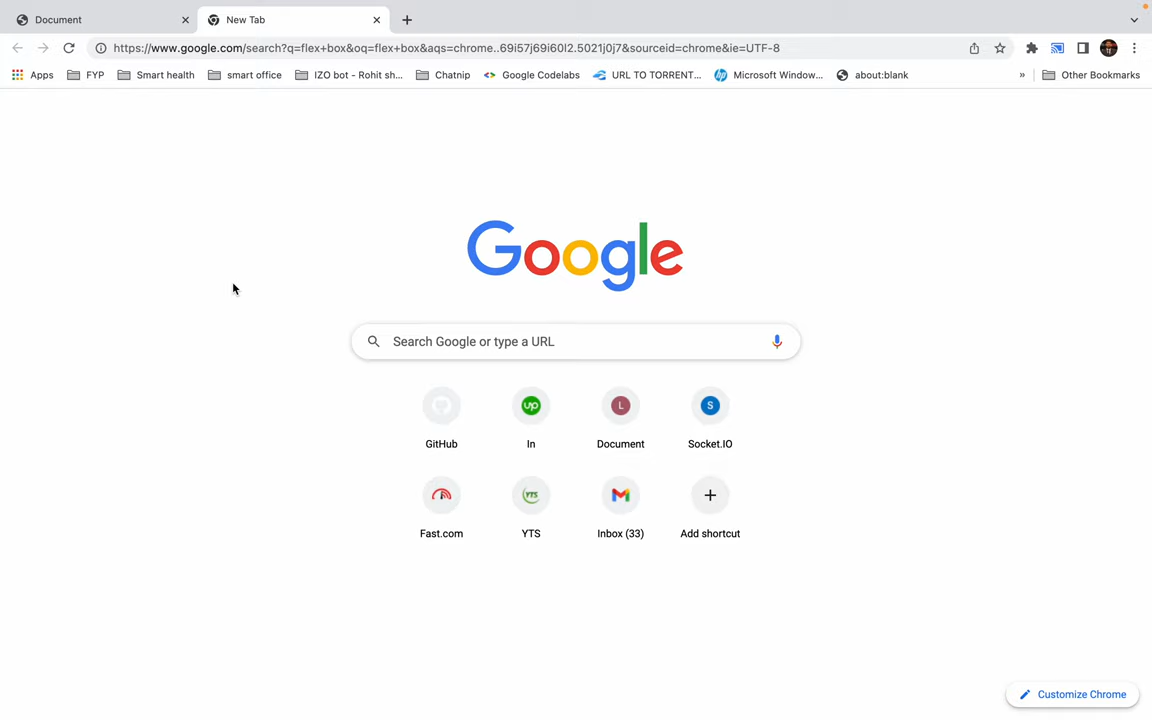 Document
New Tab
https://www.google.com/search?q=flex+box&oq=flex+box&aqs=chrome..69i57j69i60l2.5021j0j7&sourceid=chrome&ie=UTF-8
Apps FYP Smart health smart office IZO bot - Rohit sh... Chatnip Google Codelabs URL TO TORRENT... Microsoft Window... about:blank » Other Bookmarks
Google
Search Google or type a URL
up L S
GitHub In Document Socket.IO
YTS
Fast.com YTS Inbox (33) Add shortcut
Customize Chrome